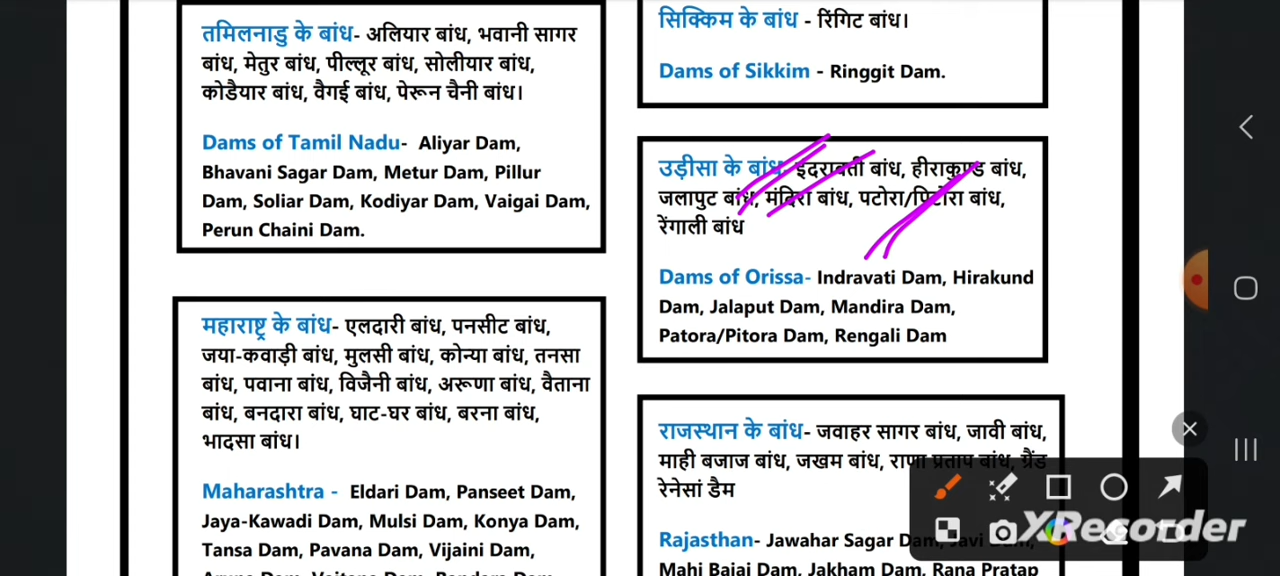 तमिलनाडु के बांध- अलियार बांध, भवानी सागर
बांध, मेतुर बांध, पील्लूर बांध, सोलीयार बांध,
कोडैयार बांध, वैगई बांध, पेरून चैनी बांध।
Dams of Tamil Nadu- Aliyar Dam,
Bhavani Sagar Dam, Metur Dam, Pillur
Dam, Soliar Dam, Kodiyar Dam, Vaigai Dam,
Perun Chaini Dam.
महाराष्ट्र के बांध- एलदारी बांध, पनसीट बांध,
जया-कवाड़ी बांध, मुलसी बांध, कोन्या बांध, तनसा
बांध, पवाना बांध, विजैनी बांध, अरूणा बांध, वैताना
बांध, बनदारा बांध, घाट-घर बांध, बरना बांध,
भादसा बांध।
Maharashtra - Eldari Dam, Panseet Dam,
Jaya-Kawadi Dam, Mulsi Dam, Konya Dam,
Tansa Dam, Pavana Dam, Vijaini Dam,
सिक्किम के बांध - रिंगिट बांध।
Dams of Sikkim - Ringgit Dam.
उड़ीसा के बांध- इंदरावती बांध, हीराकुण्ड बांध,
जलापुट बांध, मंदिरा बांध, पटोरा/पिटोरा बांध,
रेंगाली बांध
Dams of Orissa- Indravati Dam, Hirakund
Dam, Jalaput Dam, Mandira Dam,
Patora/Pitora Dam, Rengali Dam
राजस्थान के बांध- जवाहर सागर बांध, जावी बांध,
माही बजाज बांध, जखम बांध, राणा प्रताप बांध, ग्रैंड
रेनेसां डैम
Rajasthan- Jawahar Sagar Dam, Javi Dam,
Mahi Bajaj Dam, Jakham Dam, Rana Pratap
XRecorder